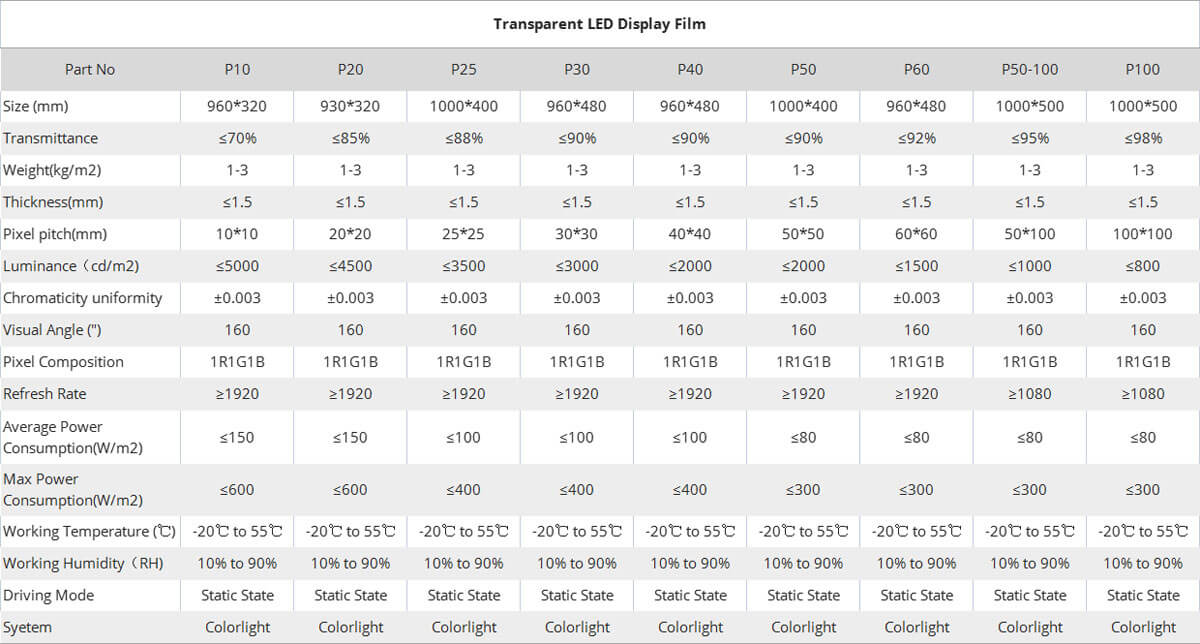 Transparent LED Display Film
Part No P10 P20 P25 P30 P40 P50 P60 P50-100 P100
Size (mm) 960*320 930*320 1000*400 960*480 960*480 1000*400 960*480 1000*500 1000*500
Transmittance ≤70% ≤85% ≤88% ≤90% ≤90% ≤90% ≤92% ≤95% ≤98%
Weight(kg/m2) 1-3 1-3 1-3 1-3 1-3 1-3 1-3 1-3 1-3
Thickness(mm) ≤1.5 ≤1.5 ≤1.5 ≤1.5 ≤1.5 ≤1.5 ≤1.5 ≤1.5 ≤1.5
Pixel pitch(mm) 10*10 20*20 25*25 30*30 40*40 50*50 60*60 50*100 100*100
Luminance（cd/m2) ≤5000 ≤4500 ≤3500 ≤3000 ≤2000 ≤2000 ≤1500 ≤1000 ≤800
Chromaticity uniformity ±0.003 ±0.003 ±0.003 ±0.003 ±0.003 ±0.003 ±0.003 ±0.003 ±0.003
Visual Angle (") 160 160 160 160 160 160 160 160 160
Pixel Composition 1R1G1B 1R1G1B 1R1G1B 1R1G1B 1R1G1B 1R1G1B 1R1G1B 1R1G1B 1R1G1B
Refresh Rate ≥1920 ≥1920 ≥1920 ≥1920 ≥1920 ≥1920 ≥1920 ≥1080 ≥1080
Average Power
Consumption(W/m2) ≤150 ≤150 ≤100 ≤100 ≤100 ≤80 ≤80 ≤80 ≤80
Max Power
Consumption(W/m2) ≤600 ≤600 ≤400 ≤400 ≤400 ≤300 ≤300 ≤300 ≤300
Working Temperature (℃) -20℃ to 55℃ -20℃ to 55℃ -20℃ to 55℃ -20℃ to 55℃ -20℃ to 55℃ -20℃ to 55℃ -20℃ to 55℃ -20℃ to 55℃ -20℃ to 55℃
Working Humidity（RH) 10% to 90% 10% to 90% 10% to 90% 10% to 90% 10% to 90% 10% to 90% 10% to 90% 10% to 90% 10% to 90%
Driving Mode Static State Static State Static State Static State Static State Static State Static State Static State Static State
Syetem Colorlight Colorlight Colorlight Colorlight Colorlight Colorlight Colorlight Colorlight Colorlight